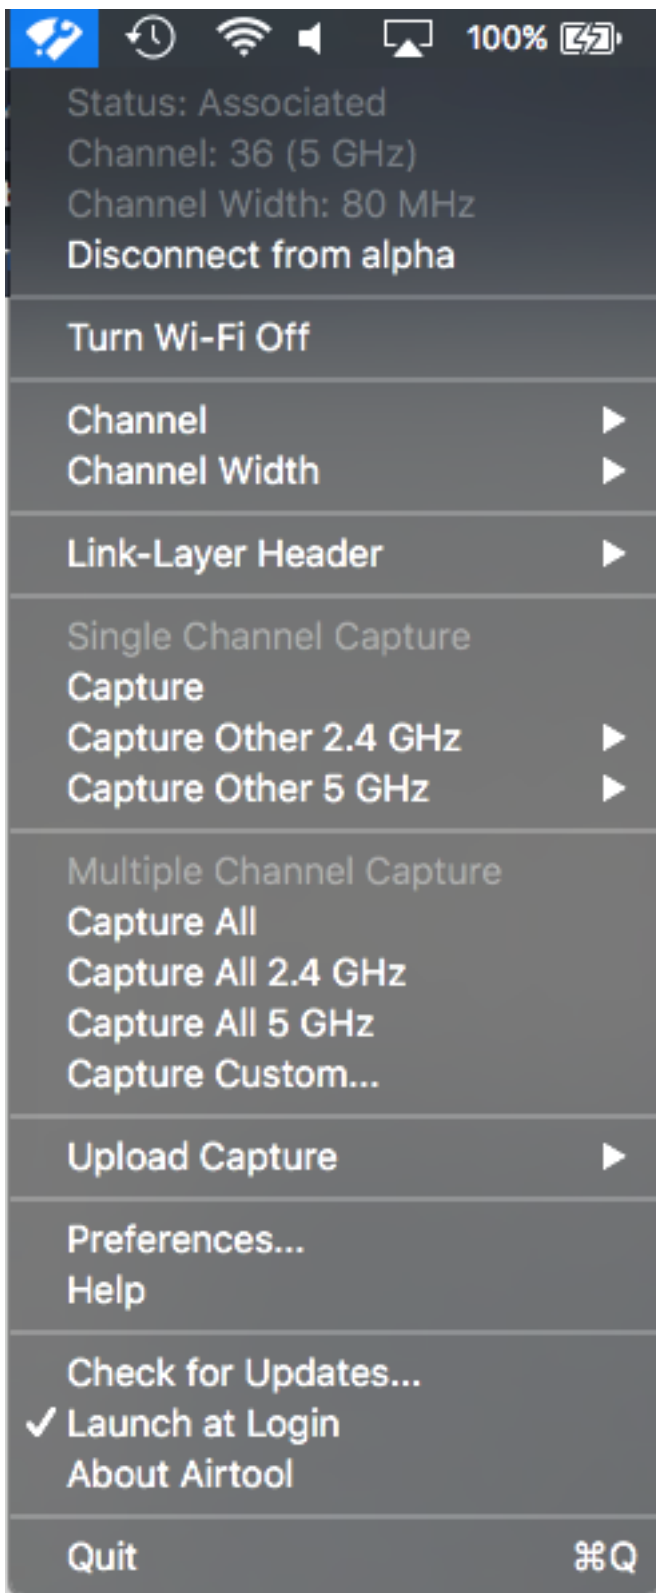 100%
Status: Associated
Channel: 36 (5 GHz)
Channel Width: 80 MHz
Disconnect from alpha
Turn Wi-Fi Off
Channel
Channel Width
Link-Layer Header
Single Channel Capture
Capture
Capture Other 2.4 GHz
Capture Other 5 GHz
Multiple Channel Capture
Capture All
Capture All 2.4 GHz
Capture All 5 GHz
Capture Custom...
Upload Capture
Preferences...
Help
Check for Updates...
✓ Launch at Login
About Airtool
Quit ⌘Q